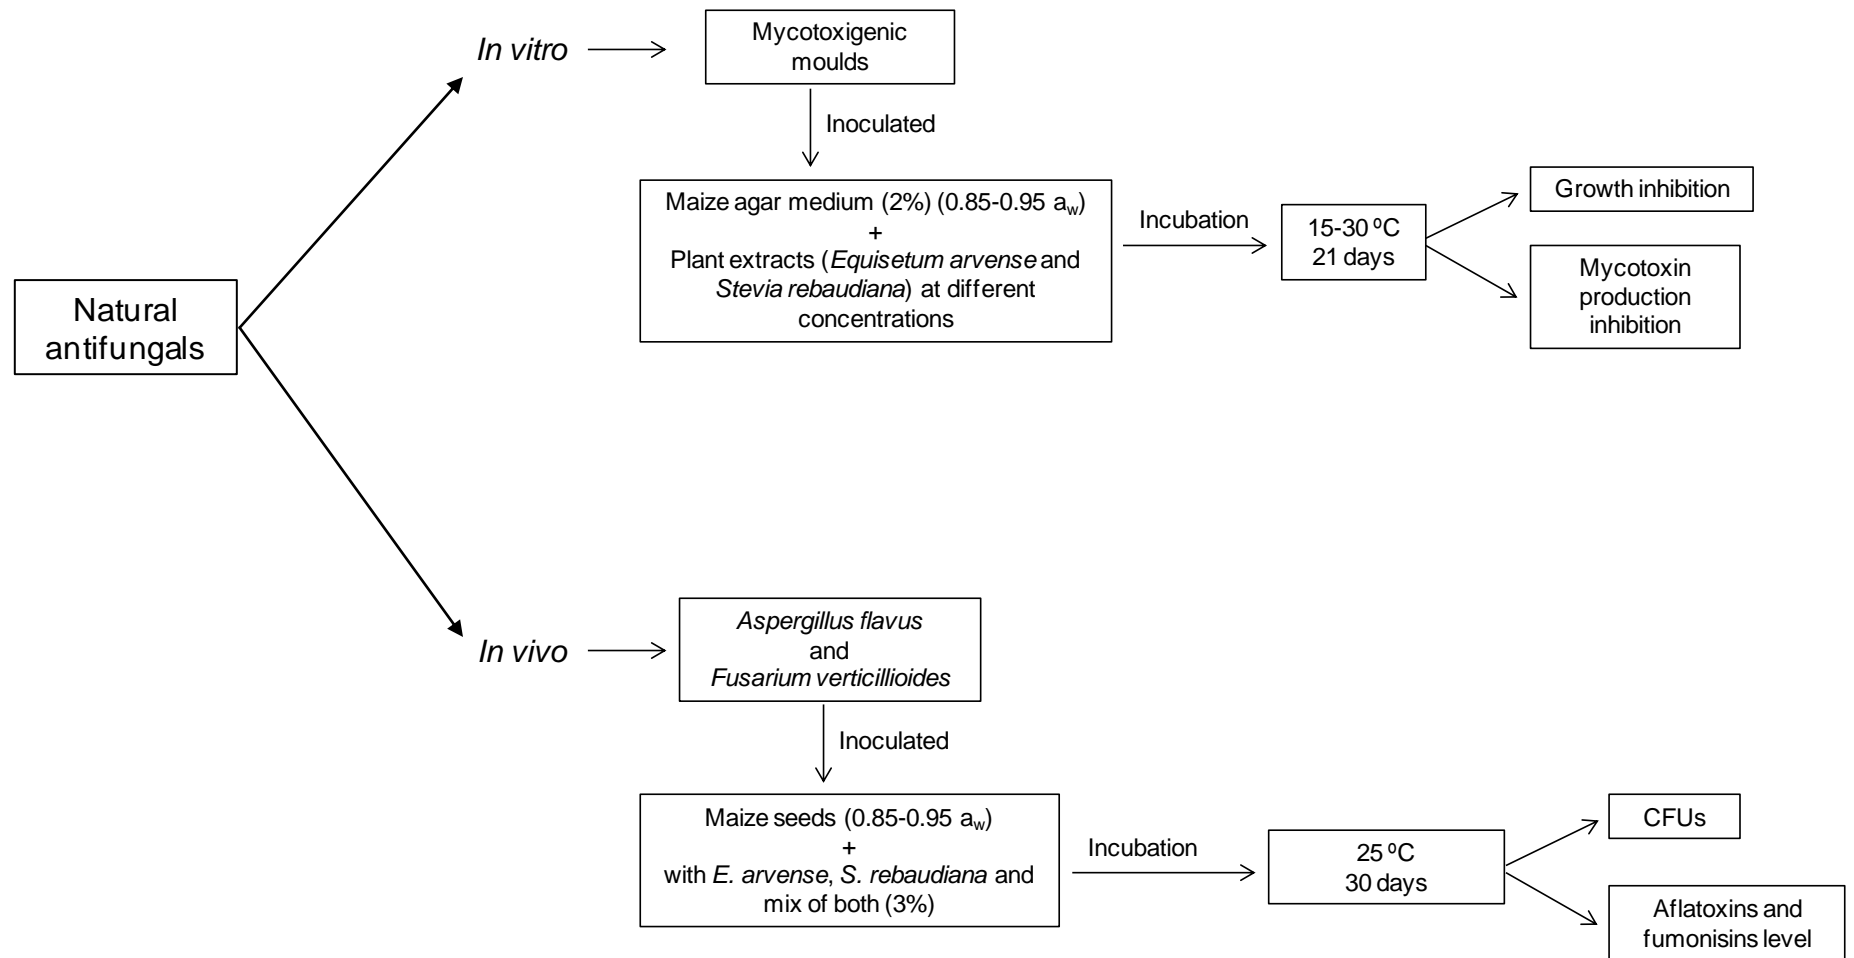 Natural
antifungals
In vitro
Mycotoxigenic
moulds
Inoculated
Maize agar medium (2%) (0.85-0.95 aw)
+
Plant extracts (Equisetum arvense and
Stevia rebaudiana) at different
concentrations
Incubation
15-30 ºC
21 days
Growth inhibition
Mycotoxin
production
inhibition
In vivo
Aspergillus flavus
and
Fusarium verticillioides
Inoculated
Maize seeds (0.85-0.95 aw)
+
with E. arvense, S. rebaudiana and
mix of both (3%)
Incubation
25 ºC
30 days
CFUs
Aflatoxins and
fumonisins level